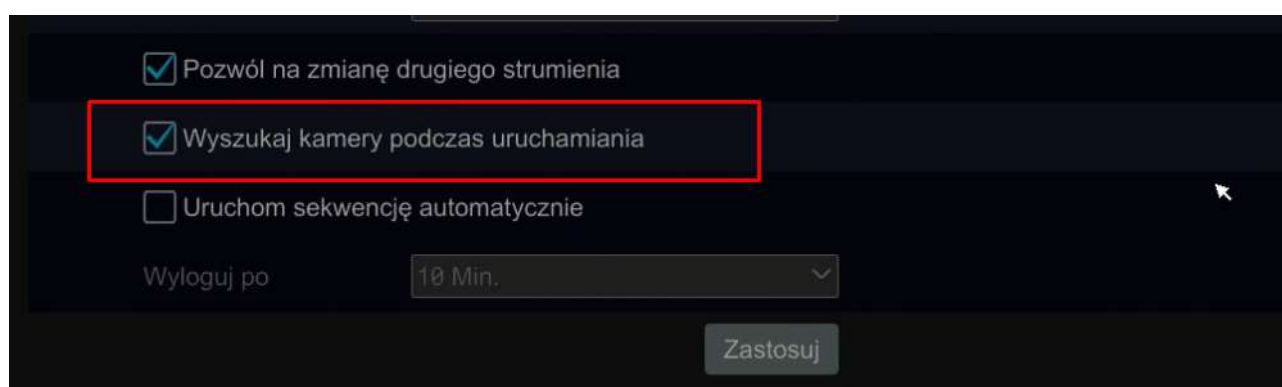 Pozwól na zmianę drugiego strumienia
Wyszukaj kamery podczas uruchamiania
Uruchom sekwencję automatycznie
Wyloguj po 10 Min.
Zastosuj